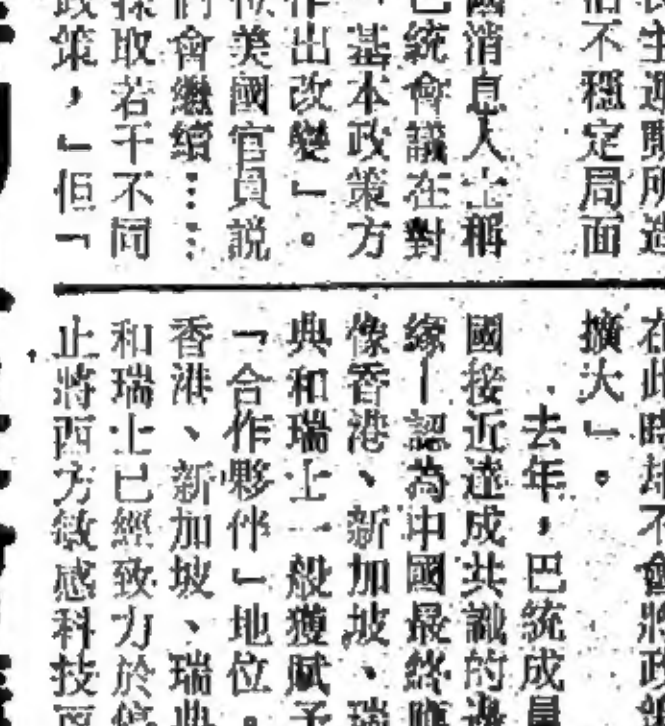 活不穩定局面
國消息人士稱
巴統會議在對
「基本政策方
作出改變」。
位美國官員説
們會繼續……
採取若干不同
政策，」但「
在此時却不會將政
擴大」。
去年，巴統成員
國接近達成共識的邊
緣—認為中國最終應
像香港、新加坡、瑞
典和瑞士一般獲賦予
「合作夥伴」地位。
香港、新加坡、瑞典
和瑞士已經致力於停
止將西方敏感科技